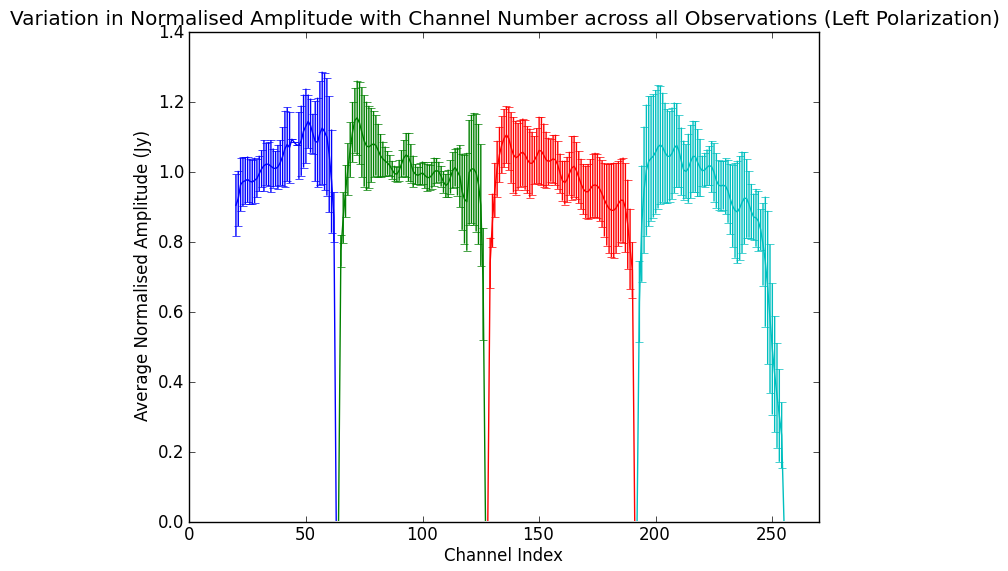 Variation in Normalised Amplitude with Channel Number across all Observations (Left Polarization)
1.4
1.2
1.0
0.8
0.6
0.4
0.2
0.0
Average Normalised Amplitude (Jy)
0 50 100 150 200 250
Channel Index